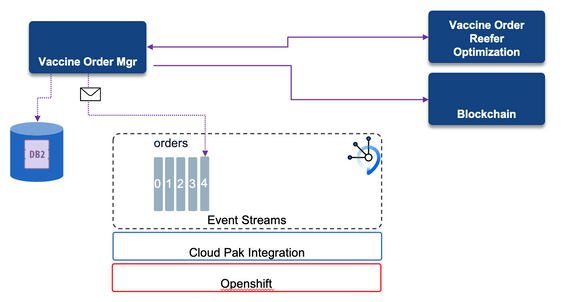 Vaccine Order
Reefer
Optimization
Vaccine Order Mgr
Blockchain
DB2
orders
0 1 2 3 4
Event Streams
Cloud Pak Integration
Openshift